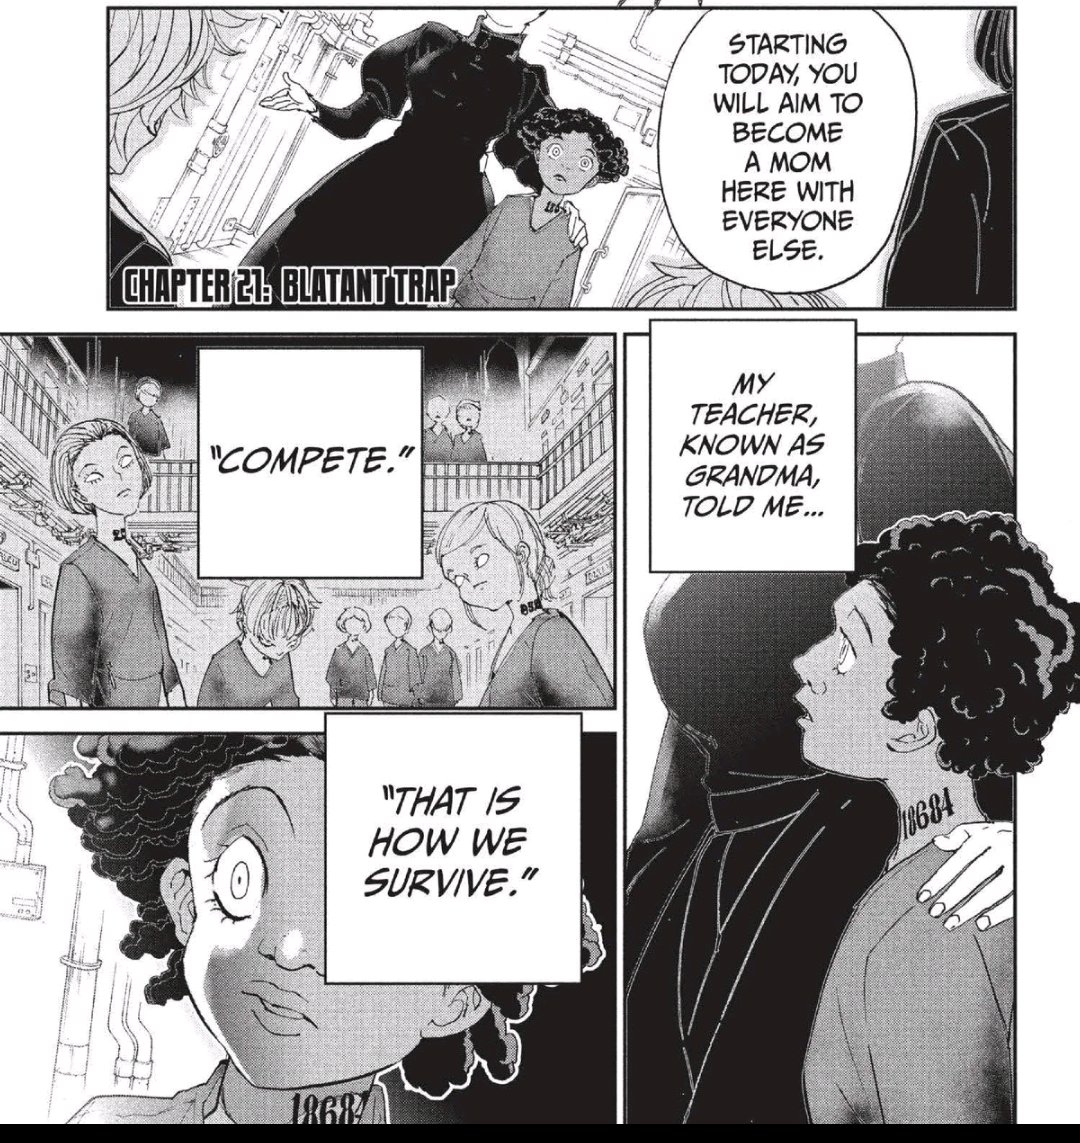 STARTING
TODAY, YOU
WILL AIM TO
BECOME
A MOM
HERE WITH
EVERYONE
ELSE.
CHAPTER 21: BLATANT TRAP
MY
TEACHER,
KNOWN AS
GRANDMA,
TOLD ME...
18684
"COMPETE."
"THAT IS
HOW WE
SURVIVE."
18684